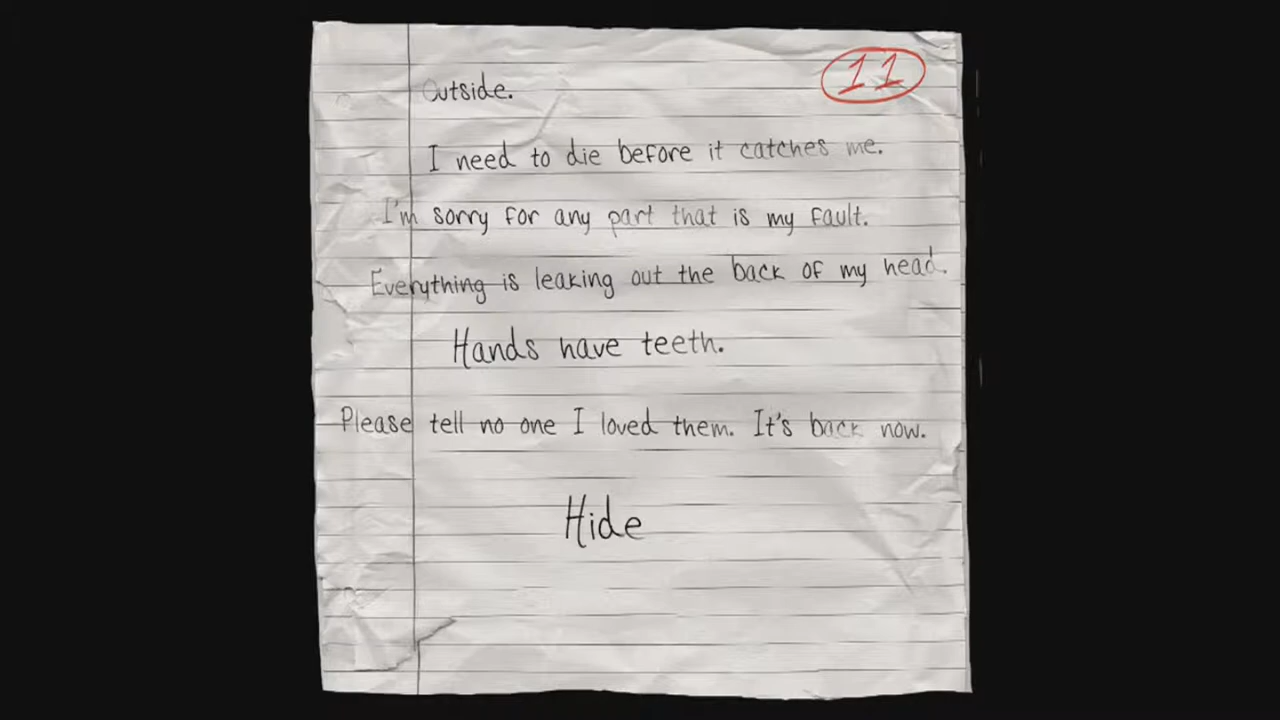 11
Outside.
I need to die before it catches me.
I'm sorry for any part that is my fault.
Everything is leaking out the back of my head.
Hands have teeth.
Please tell no one I loved them. It's back now.
Hide